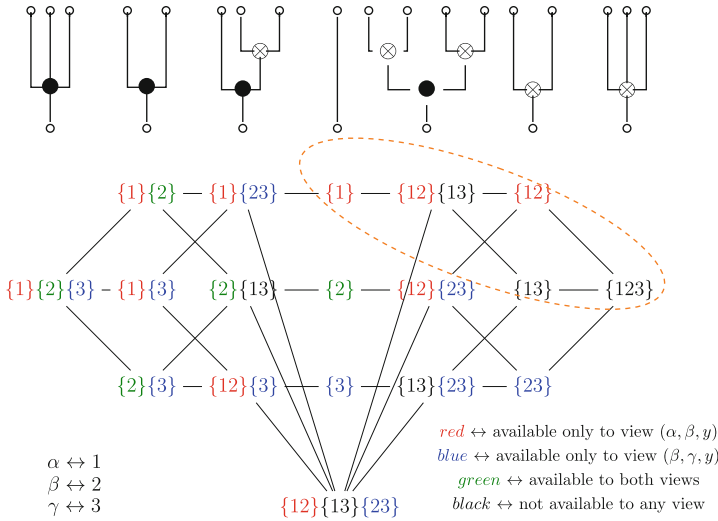 {1}{2} {1}{23} {1} {12}{13} {12}
{1}{2}{3} {1}{3} {2}{13} {2} {12}{23} {13} {123}
{2}{3} {12}{3} {3} {13}{23} {23}
red ↔ available only to view (α, β, y)
blue ↔ available only to view (β, γ, y)
green ↔ available to both views
black ↔ not available to any view
α ↔ 1
β ↔ 2
γ ↔ 3
{12}{13}{23}